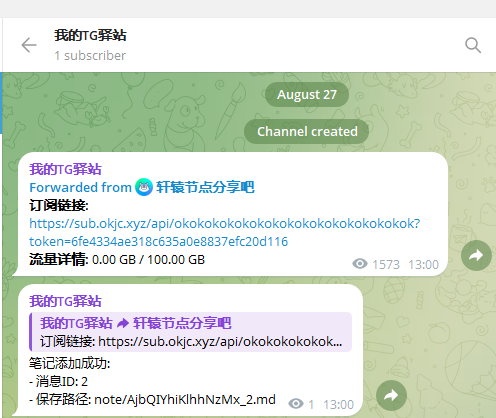 我的TG驿站
1 subscriber
August 27
Channel created
我的TG驿站
Forwarded from 轩辕节点分享吧
订阅链接:
https://sub.okjc.xyz/api/okokokokokokokokokokokokokokokok?
token=6fe4334ae318c635a0e8837efc20d116
流量详情: 0.00 GB / 100.00 GB
1573 13:00
我的TG驿站
我的TG驿站 轩辕节点分享吧
订阅链接: https://sub.okjc.xyz/api/okokokokokok...
笔记添加成功:
- 消息ID: 2
- 保存路径: note/AjbQIYhiKlhhNzMx_2.md
1 13:00